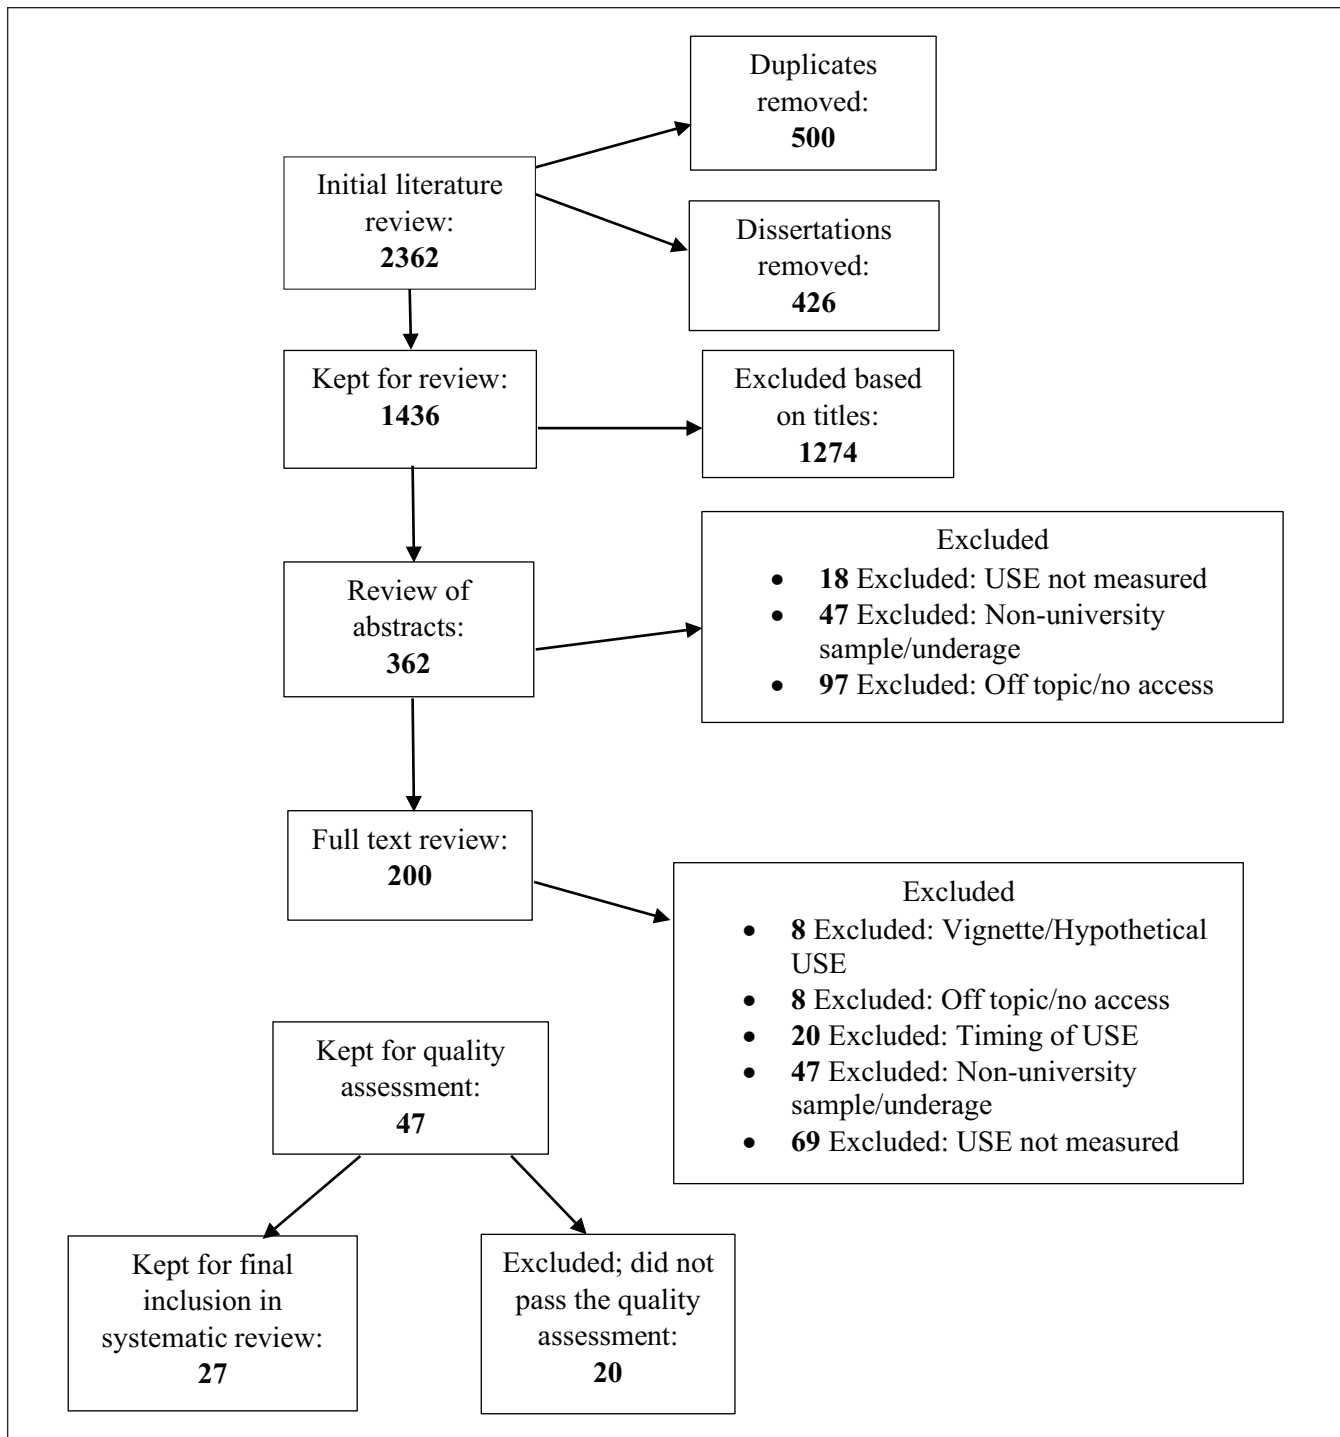 Duplicates
removed:
500
Initial literature
review:
2362
Dissertations
removed:
426
Kept for review:
1436
Excluded based
on titles:
1274
Review of
abstracts:
362
Excluded
• 18 Excluded: USE not measured
• 47 Excluded: Non-university
sample/underage
• 97 Excluded: Off topic/no access
Full text review:
200
Excluded
• 8 Excluded: Vignette/Hypothetical
USE
• 8 Excluded: Off topic/no access
• 20 Excluded: Timing of USE
• 47 Excluded: Non-university
sample/underage
• 69 Excluded: USE not measured
Kept for quality
assessment:
47
Kept for final
inclusion in
systematic review:
27
Excluded; did not
pass the quality
assessment:
20